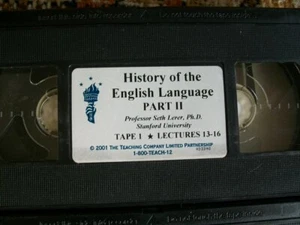 History of the
English Language
PART II
Professor Seth Lerer, Ph.D.
Stanford University
TAPE 1 ★ LECTURES 13-16
© 2001 THE TEACHING COMPANY LIMITED PARTNERSHIP
1-800-TEACH-12